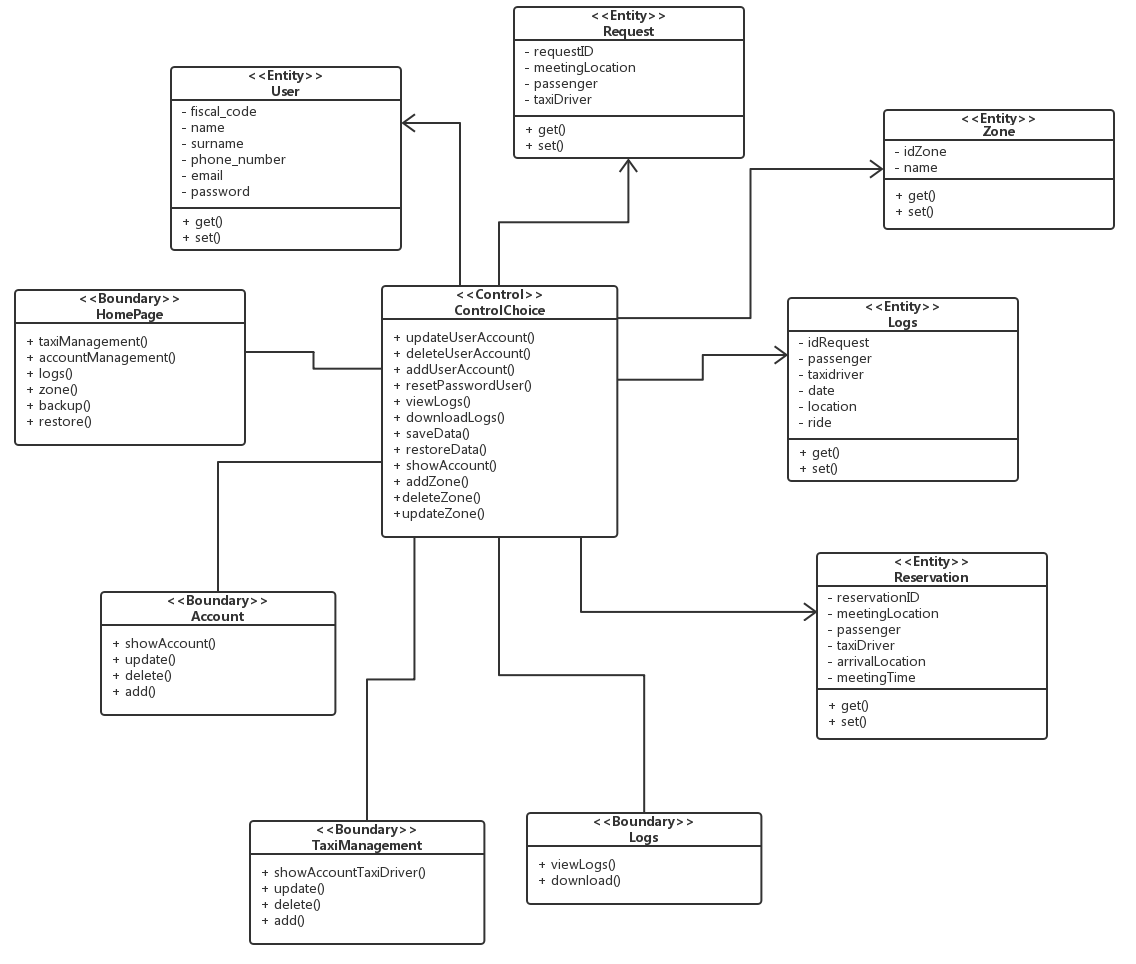 <<Entity>>
Request
- requestID
- meetingLocation
- passenger
- taxiDriver
+ get()
+ set()
<<Entity>>
User
- fiscal_code
- name
- surname
- phone_number
- email
- password
+ get()
+ set()
<<Entity>>
Zone
- idZone
- name
+ get()
+ set()
<<Boundary>>
HomePage
+ taxiManagement()
+ accountManagement()
+ logs()
+ zone()
+ backup()
+ restore()
<<Control>>
ControlChoice
+ updateUserAccount()
+ deleteUserAccount()
+ addUserAccount()
+ resetPasswordUser()
+ viewLogs()
+ downloadLogs()
+ saveData()
+ restoreData()
+ showAccount()
+ addZone()
+deleteZone()
+updateZone()
<<Entity>>
Logs
- idRequest
- passenger
- taxidriver
- date
- location
- ride
+ get()
+ set()
<<Entity>>
Reservation
- reservationID
- meetingLocation
- passenger
- taxiDriver
- arrivalLocation
- meetingTime
+ get()
+ set()
<<Boundary>>
Account
+ showAccount()
+ update()
+ delete()
+ add()
<<Boundary>>
TaxiManagement
+ showAccountTaxiDriver()
+ update()
+ delete()
+ add()
<<Boundary>>
Logs
+ viewLogs()
+ download()